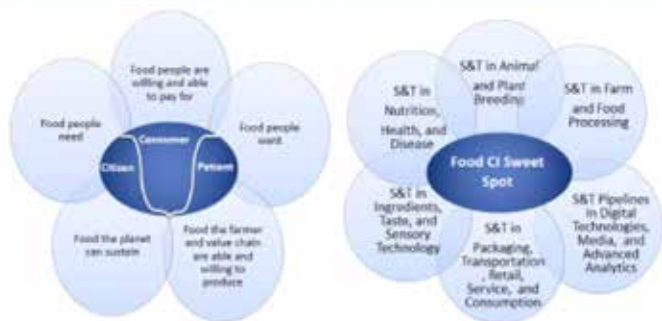 Food people are
willing and able
to pay for
Food people
need
Food people
want
Consumer
Citizen
Patient
Food the planet
can sustain
Food the farmer
and value chain
are able and
willing to
produce
S&T in Animal
and Plant
Breeding
S&T in
Nutrition,
Health, and
Disease
S&T in Farm
and Food
Processing
Food CI Sweet
Spot
S&T in
Ingredients,
Taste, and
Sensory
Technology
S&T in
Packaging,
Transportation
, Retail,
Service, and
Consumption
S&T Pipelines
in Digital
Technologies,
Media, and
Advanced
Analytics